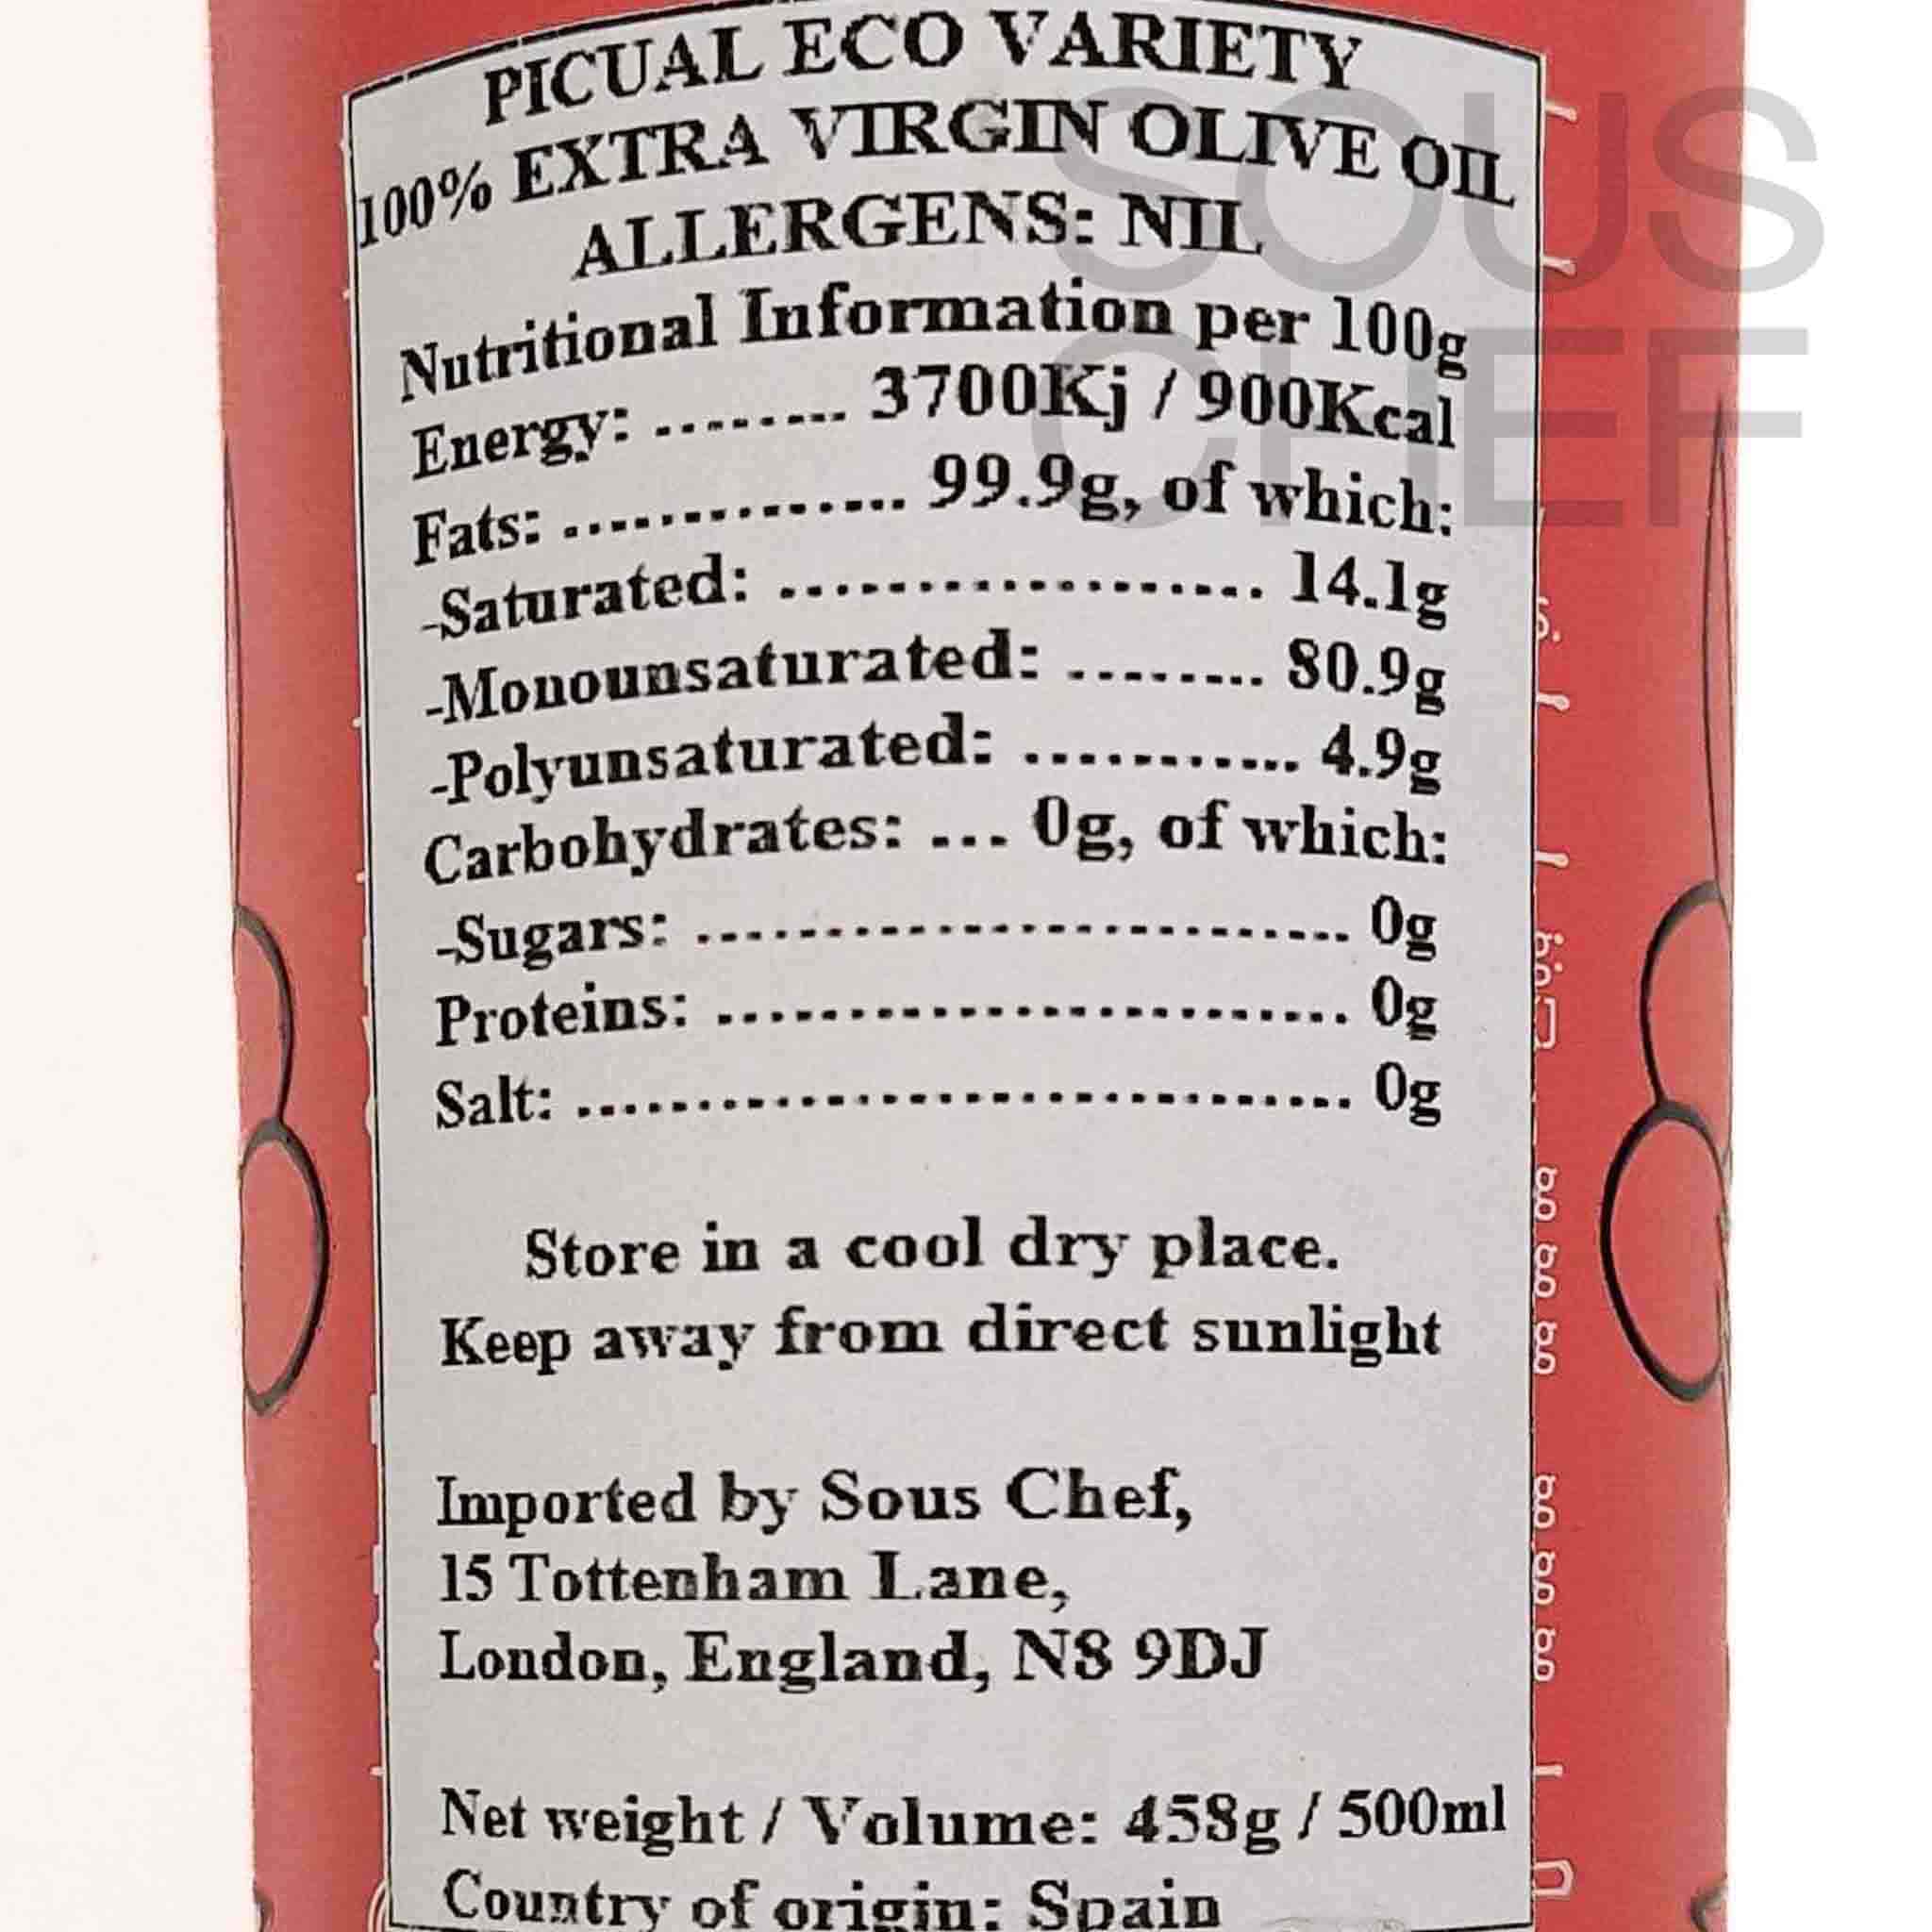 PICUAL ECO VARIETY
100% EXTRA VIRGIN OLIVE OIL
ALLERGENS: NIL
Nutritional Information per 100g
Energy: ........ 3700Kj / 900Kcal
Fats: ............... 99.9g, of which:
-Saturated: ................... 14.1g
-Monounsaturated: ........ 80.9g
-Polyunsaturated: ........... 4.9g
Carbohydrates: ... 0g, of which:
-Sugars: .......................... 0g
Proteins: ......................... 0g
Salt: ............................... 0g
Store in a cool dry place.
Keep away from direct sunlight
Imported by Sous Chef,
15 Tottenham Lane,
London, England, N8 9DJ
Net weight / Volume: 458g / 500ml
Country of origin: Spain
SOUS
CHEF